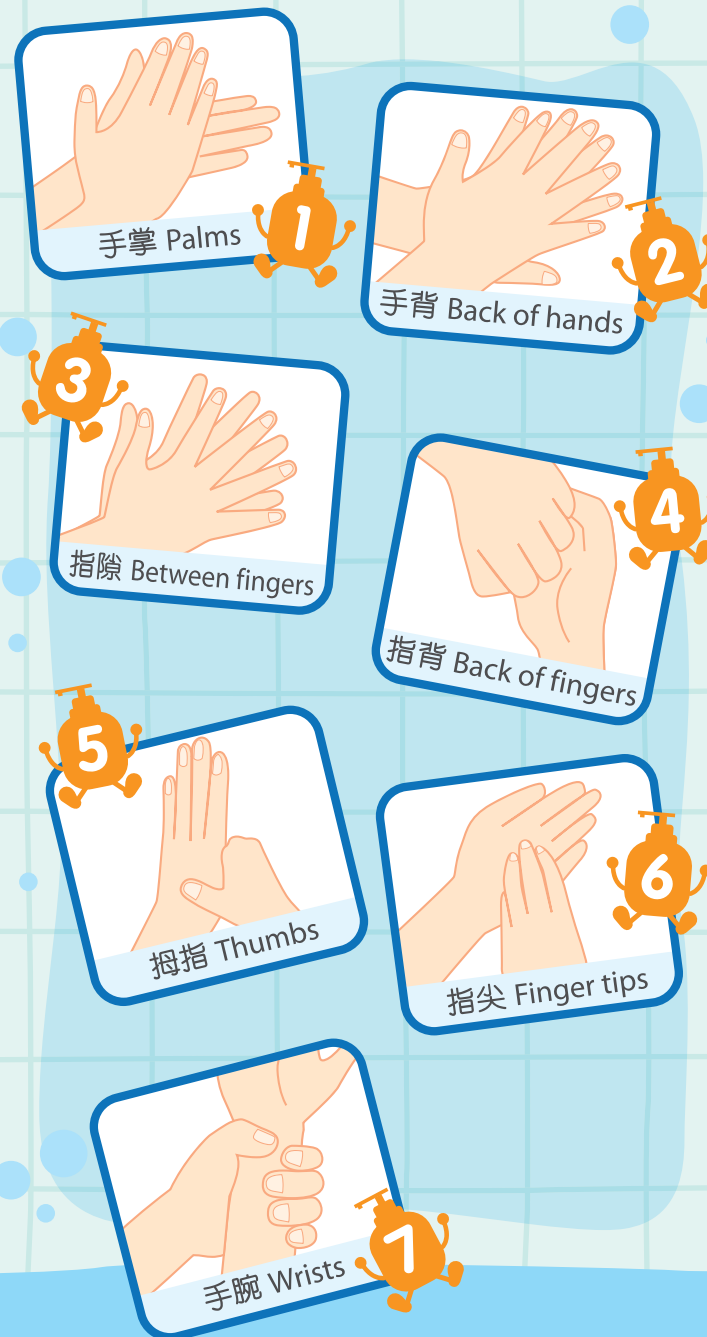 1
手掌 Palms
2
手背 Back of hands
3
指隙 Between fingers
4
指背 Back of fingers
5
拇指 Thumbs
6
指尖 Finger tips
7
手腕 Wrists